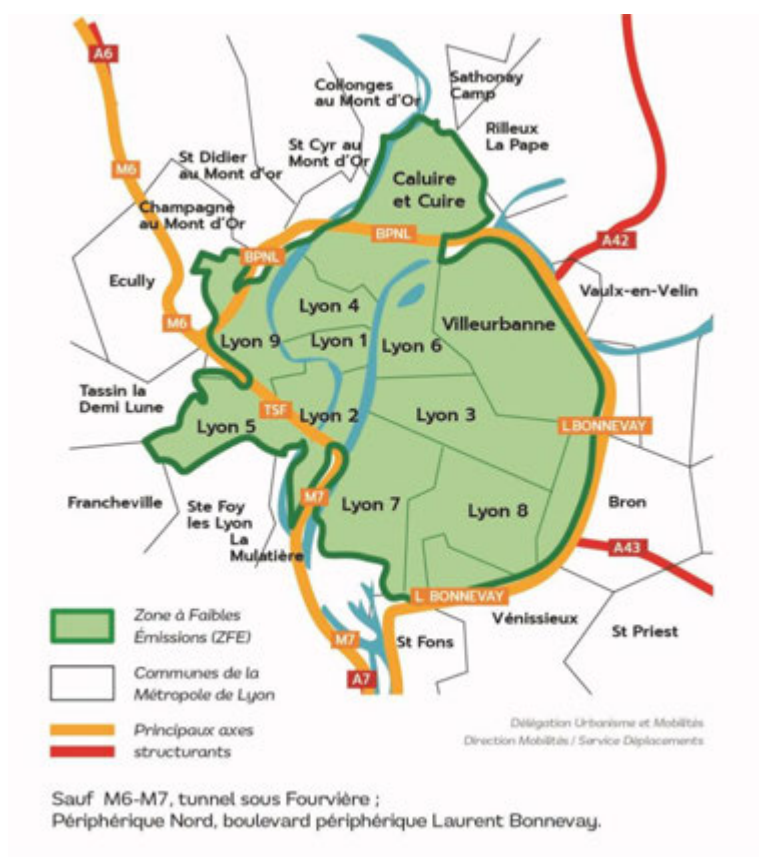 A6
Collonges
au Mont d'Or
Sathonay
Camp
St Cyr au
Mont d'Or
Rilleux
La Pape
St Didier
au Mont d'or
M6
Caluire
et Cuire
Champagne
au Mont d'Or
BPNL
BPNL
A42
Ecully
Vaulx-en-Velin
Lyon 4
M6
Villeurbanne
Lyon 9
Lyon 1
Lyon 6
Tassin la
Demi Lune
TSF
Lyon 2
Lyon 3
Lyon 5
L BONNEVAY
Francheville
Ste Foy
les Lyon
M7
Lyon 7
Lyon 8
Bron
La
Mulatière
A43
L BONNEVAY
Vénissieux
M7
St Fons
St Priest
A7
Zone à Faibles
Émissions (ZFE)
Communes de la
Métropole de Lyon
Principaux axes
structurants
Délégation Urbanisme et Mobilités
Direction Mobilités / Service Déplacements
Sauf M6-M7, tunnel sous Fourvière ;
Périphérique Nord, boulevard périphérique Laurent Bonnevay.